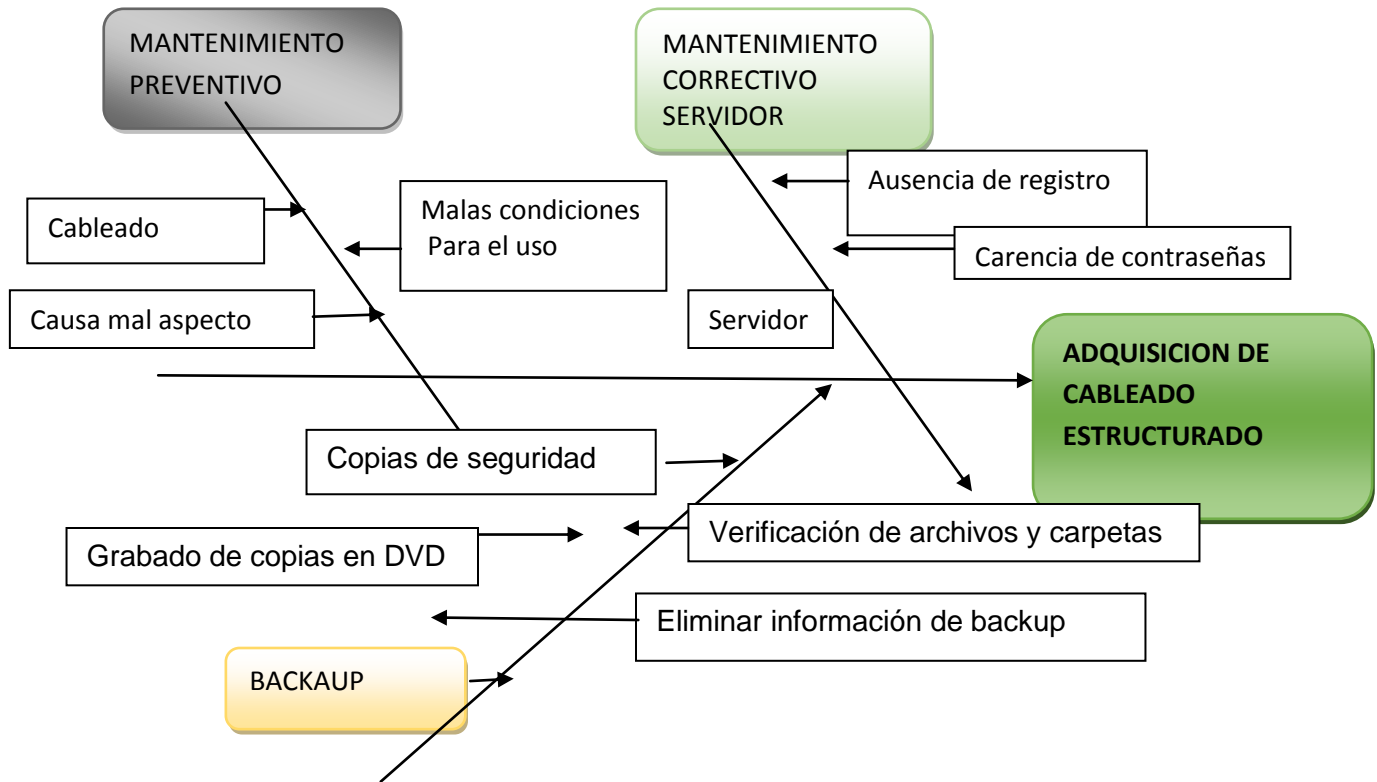 MANTENIMIENTO
PREVENTIVO
MANTENIMIENTO
CORRECTIVO
SERVIDOR
Ausencia de registro
Malas condiciones
Para el uso
Cableado
Carencia de contraseñas
Causa mal aspecto
Servidor
ADQUISICION DE
CABLEADO
ESTRUCTURADO
Copias de seguridad
Verificación de archivos y carpetas
Grabado de copias en DVD
Eliminar información de backup
BACKAUP